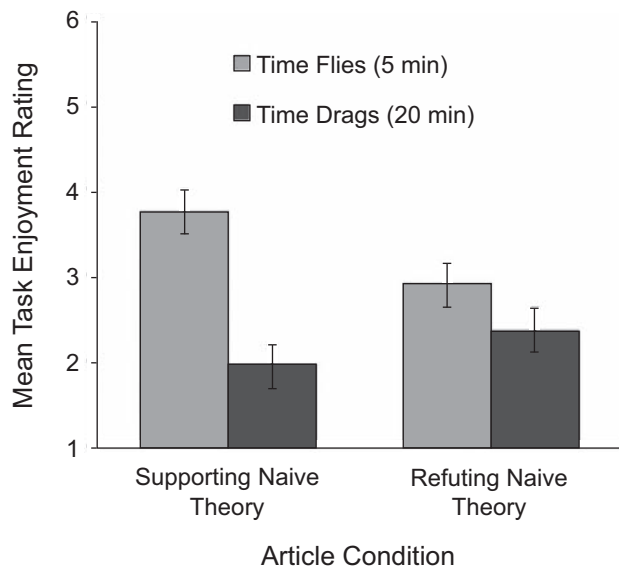 6
Time Flies (5 min)
5
Time Drags (20 min)
4
3
2
1
Mean Task Enjoyment Rating
Supporting Naive
Theory
Refuting Naive
Theory
Article Condition